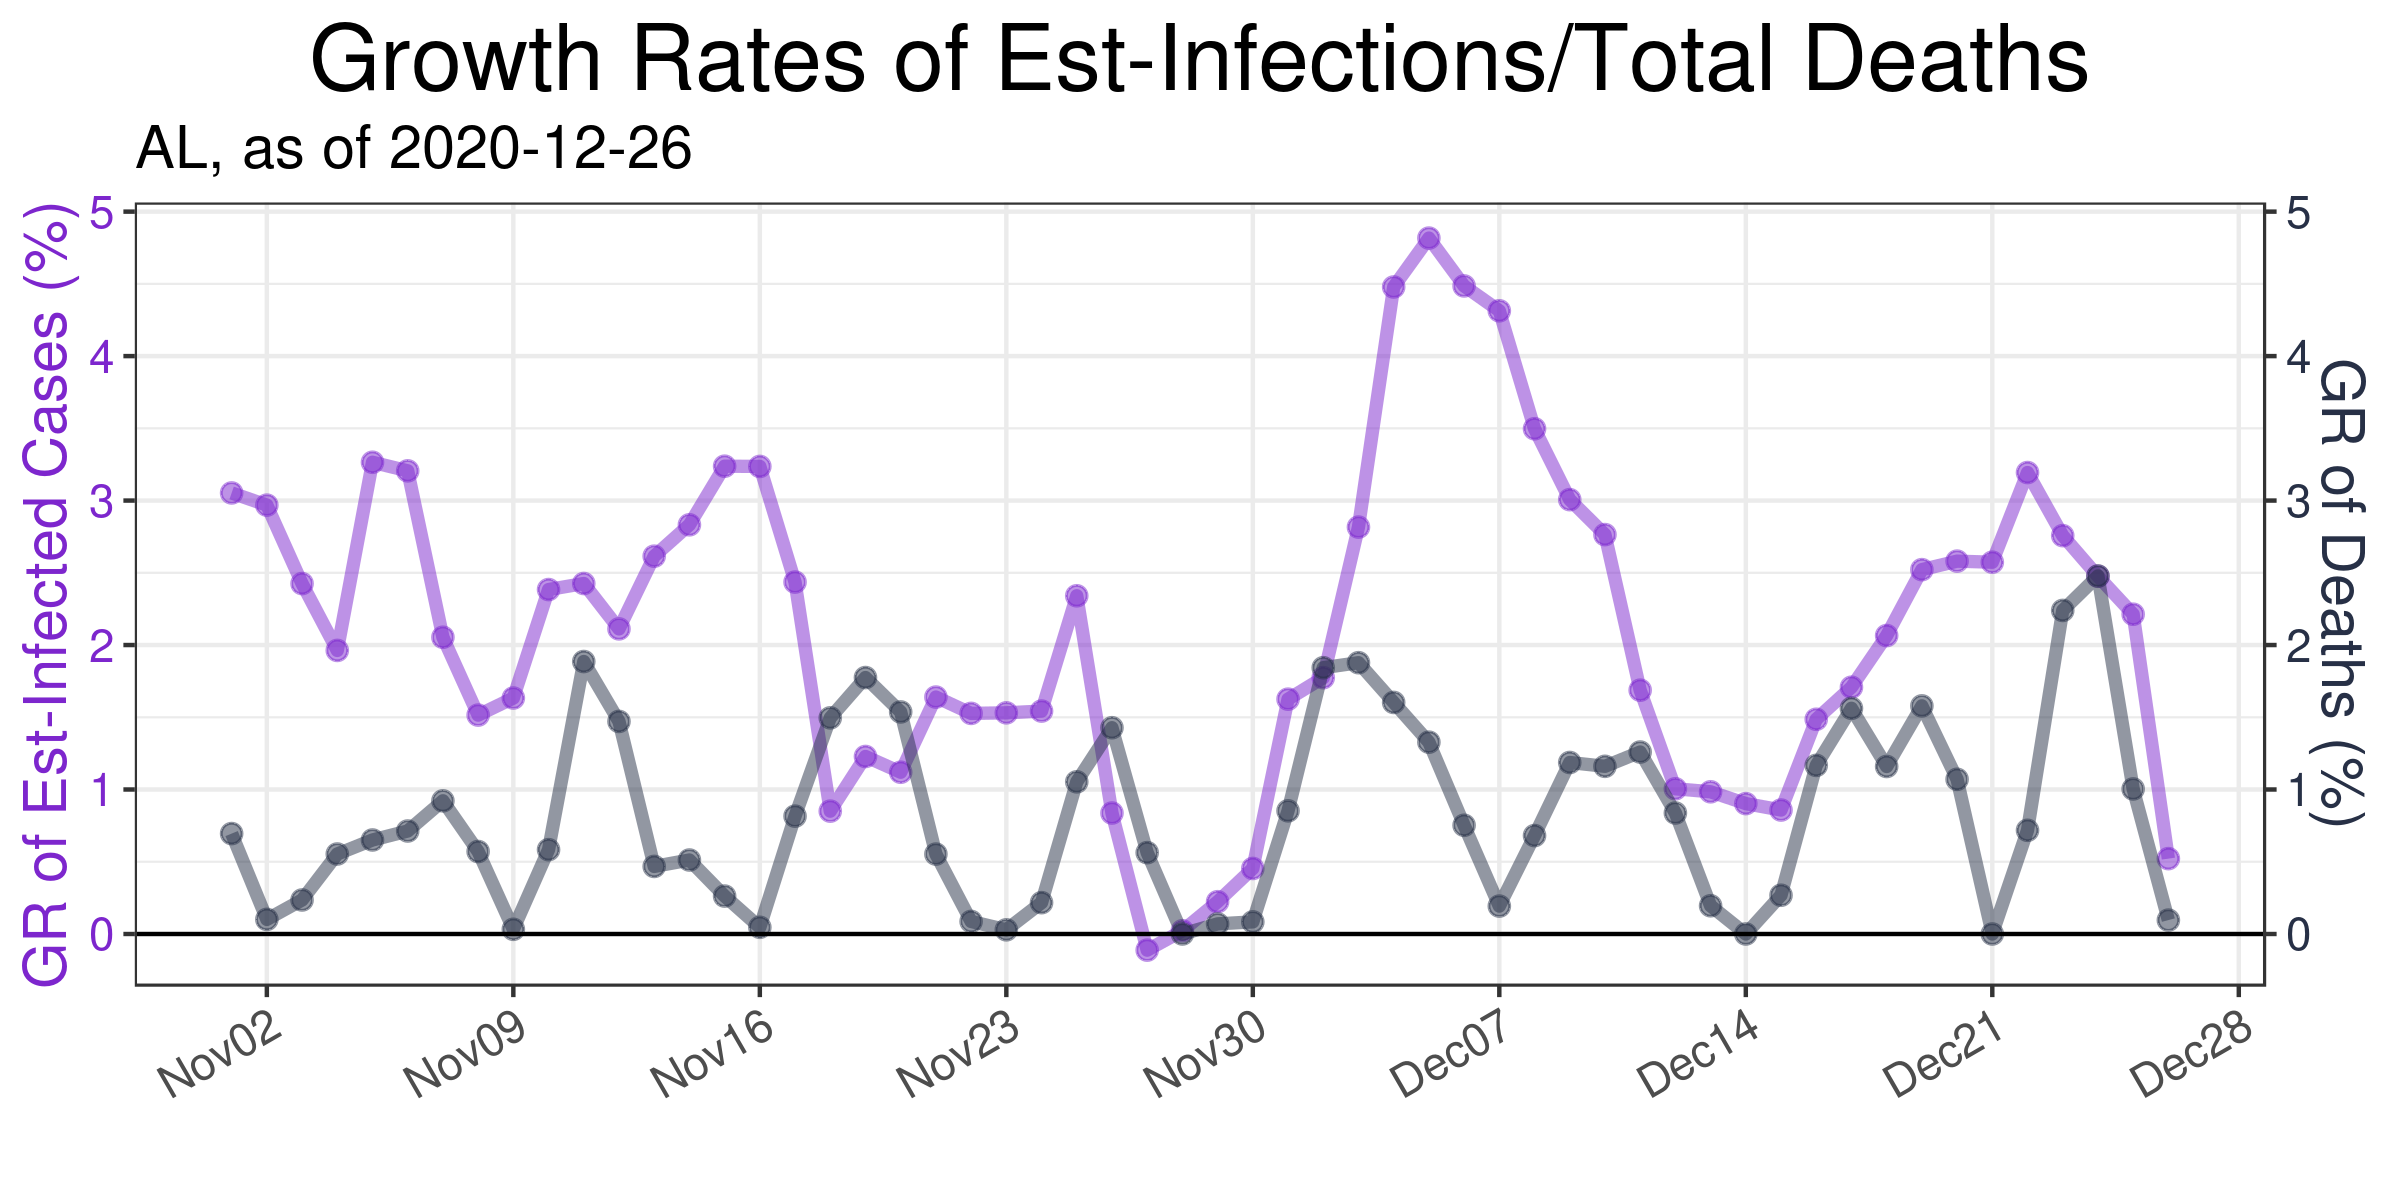 Growth Rates of Est-Infections/Total Deaths
AL, as of 2020-12-26
GR of Est-Infected Cases (%)
5
4
3
2
1
0
5
4
3
2
1
0
GR of Deaths (%)
Nov02
Nov09
Nov16
Nov23
Nov30
Dec07
Dec14
Dec21
Dec28